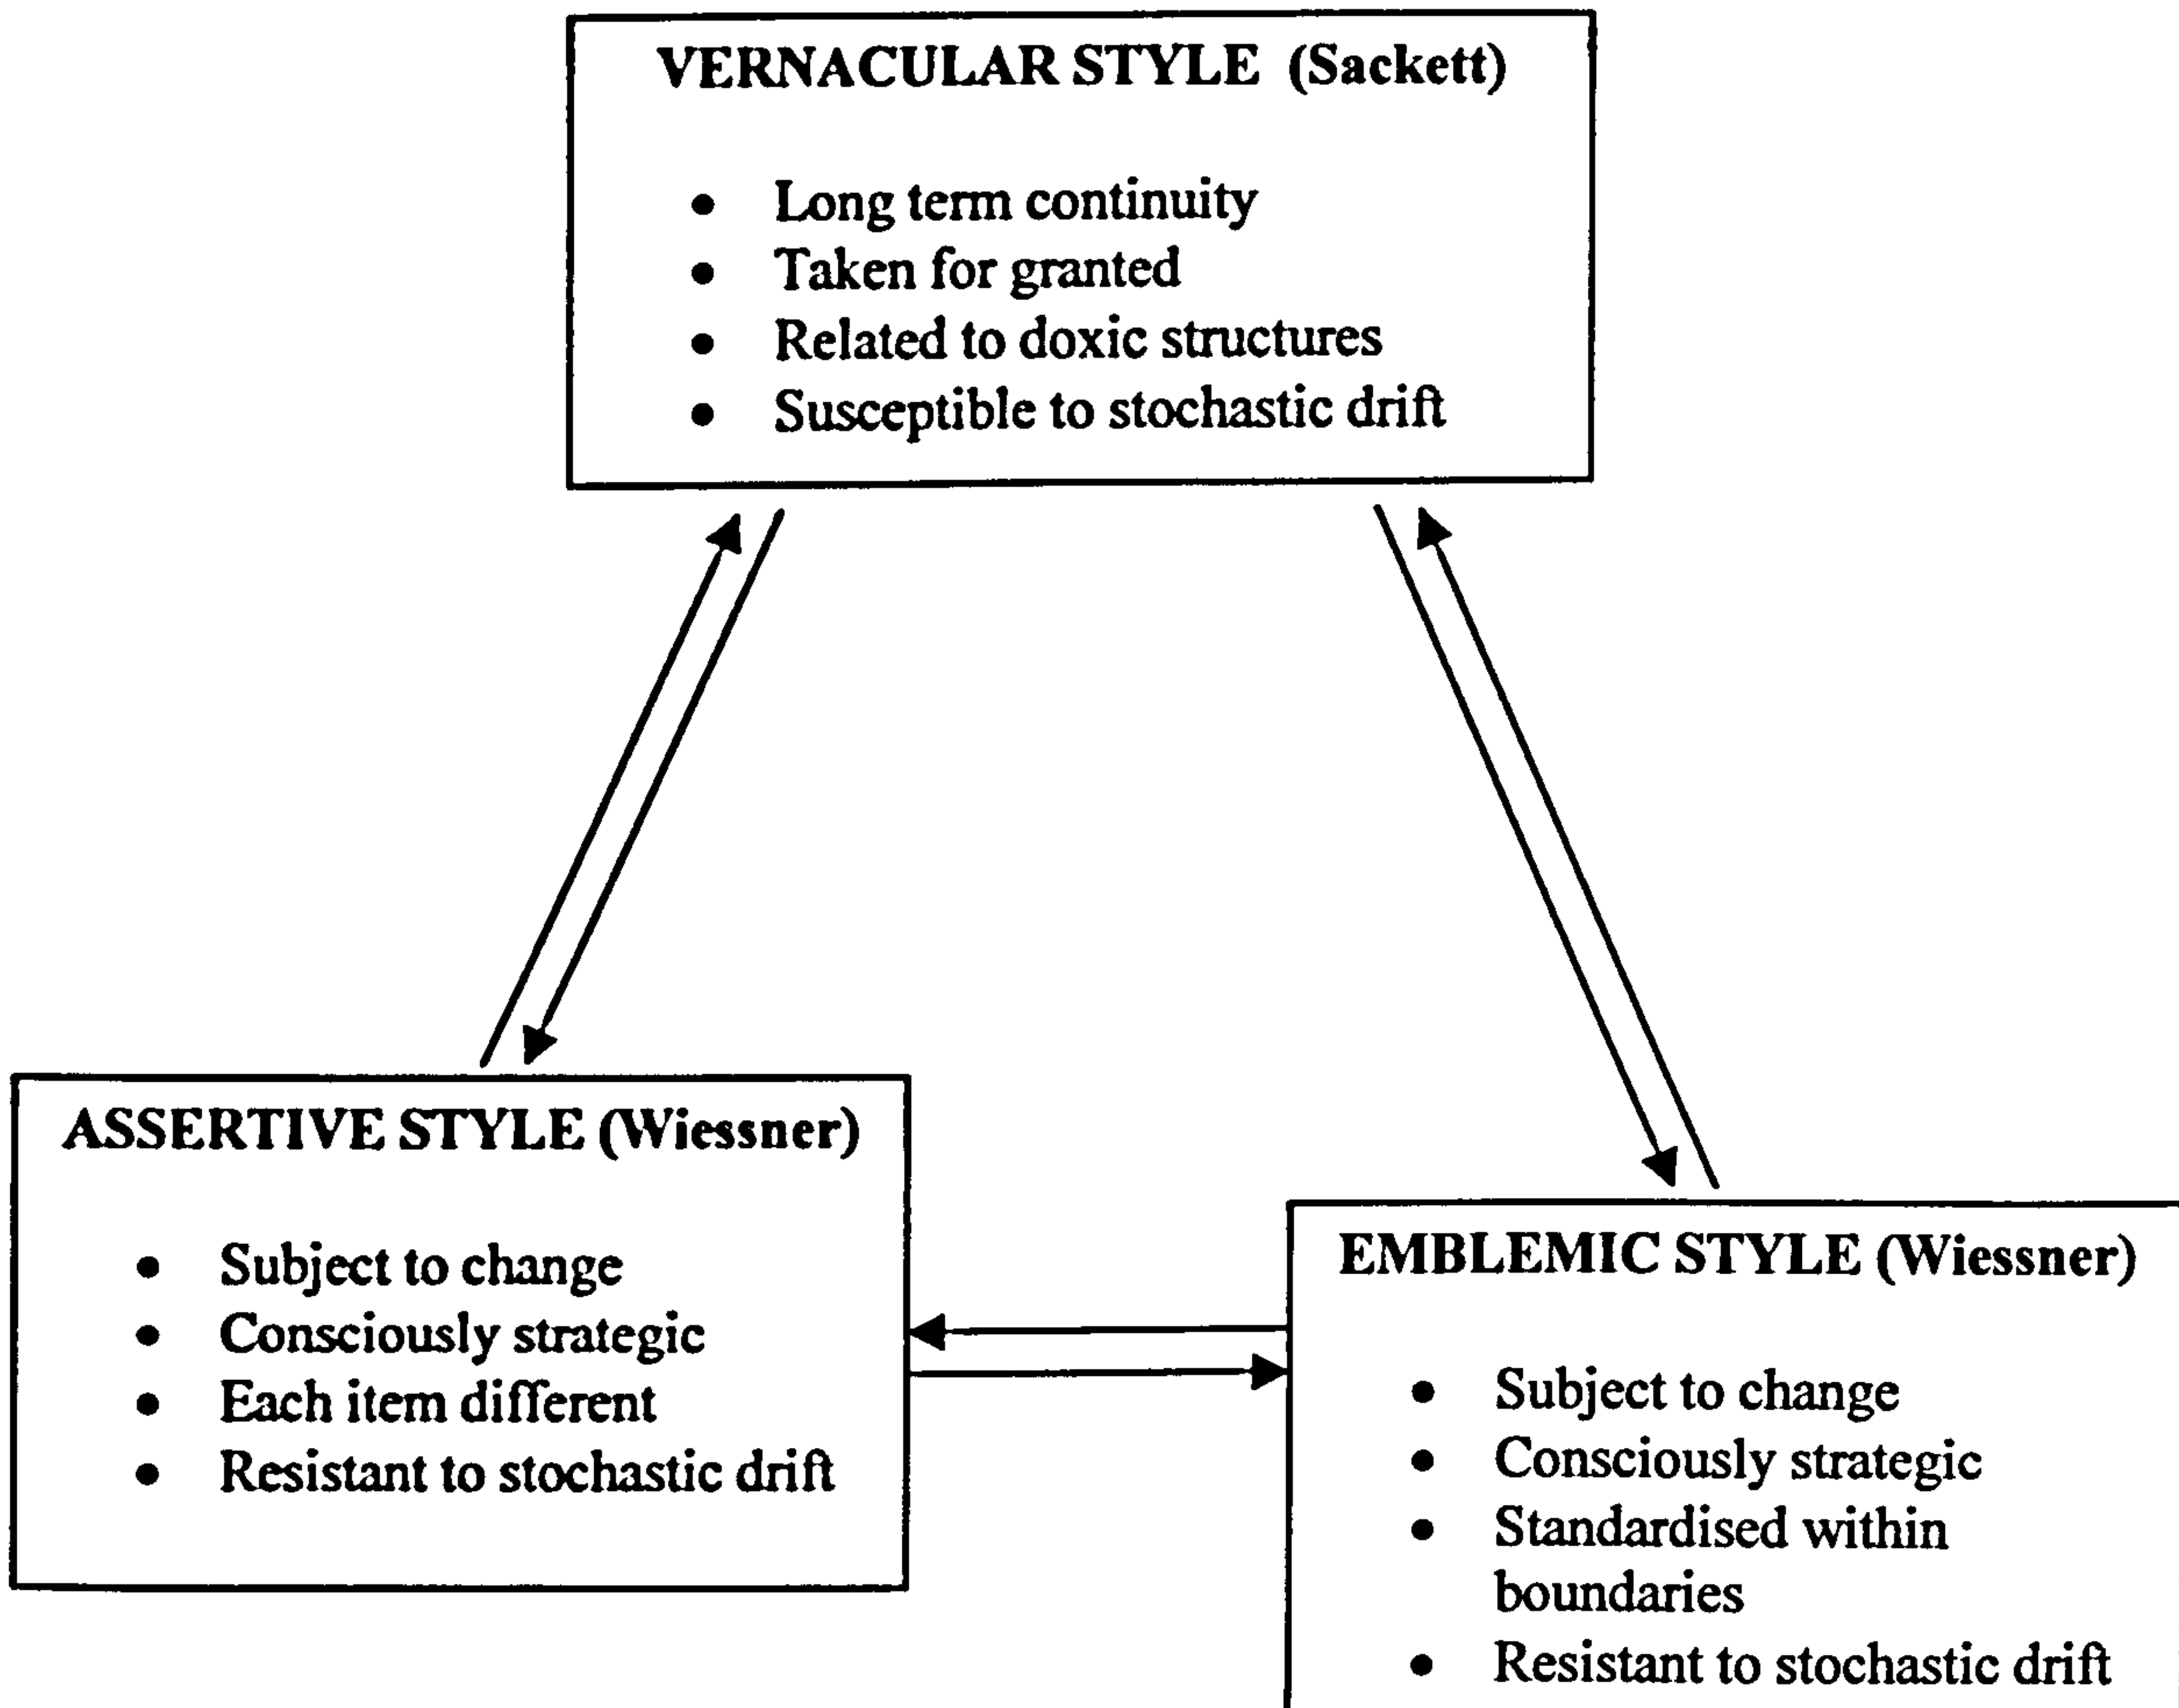 VERNACULAR STYLE (Sackett)
• Long term continuity
• Taken for granted
• Related to doxic structures
• Susceptible to stochastic drift
ASSERTIVE STYLE (Wiessner)
• Subject to change
• Consciously strategic
• Each item different
• Resistant to stochastic drift
EMBLEMIC STYLE (Wiessner)
• Subject to change
• Consciously strategic
• Standardised within
boundaries
• Resistant to stochastic drift